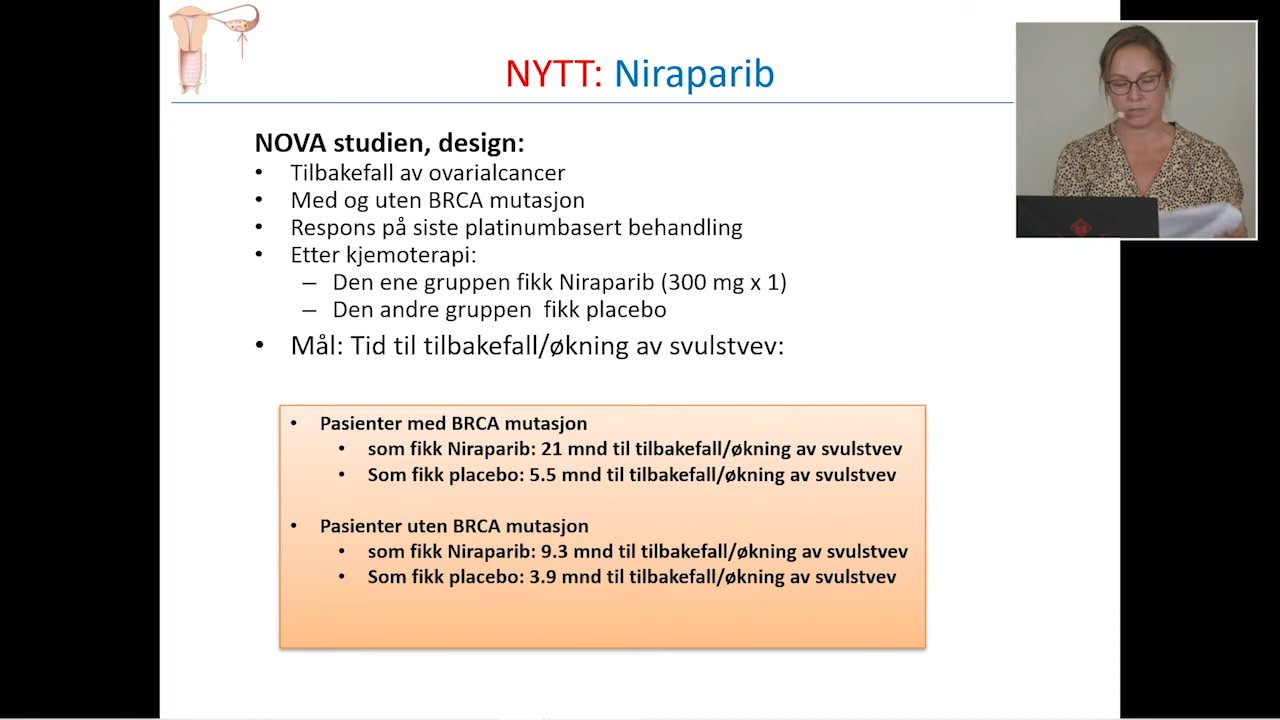 NYTT: Niraparib
NOVA studien, design:
• Tilbakefall av ovarialcancer
• Med og uten BRCA mutasjon
• Respons på siste platinumbasert behandling
• Etter kjemoterapi:
– Den ene gruppen fikk Niraparib (300 mg x 1)
– Den andre gruppen fikk placebo
• Mål: Tid til tilbakefall/økning av svulstvev:
• Pasienter med BRCA mutasjon
• som fikk Niraparib: 21 mnd til tilbakefall/økning av svulstvev
• Som fikk placebo: 5.5 mnd til tilbakefall/økning av svulstvev
• Pasienter uten BRCA mutasjon
• som fikk Niraparib: 9.3 mnd til tilbakefall/økning av svulstvev
• Som fikk placebo: 3.9 mnd til tilbakefall/økning av svulstvev